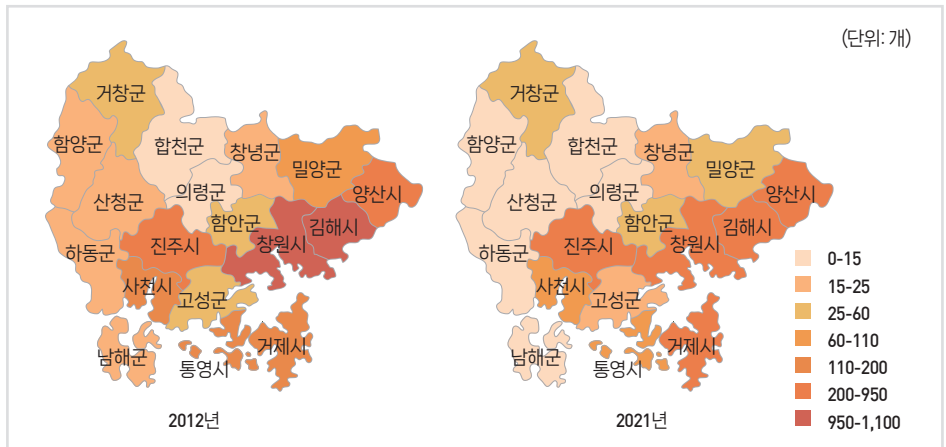 (단위: 개)
거창군
함양군
합천군
창녕군
밀양군
산청군
의령군
양산시
함안군
김해시
하동군
진주시
창원시
사천시
고성군
남해군
통영시
거제시
2012년
거창군
함양군
합천군
창녕군
밀양군
산청군
의령군
양산시
함안군
김해시
하동군
진주시
창원시
사천시
고성군
남해군
통영시
거제시
2021년
0-15
15-25
25-60
60-110
110-200
200-950
950-1,100